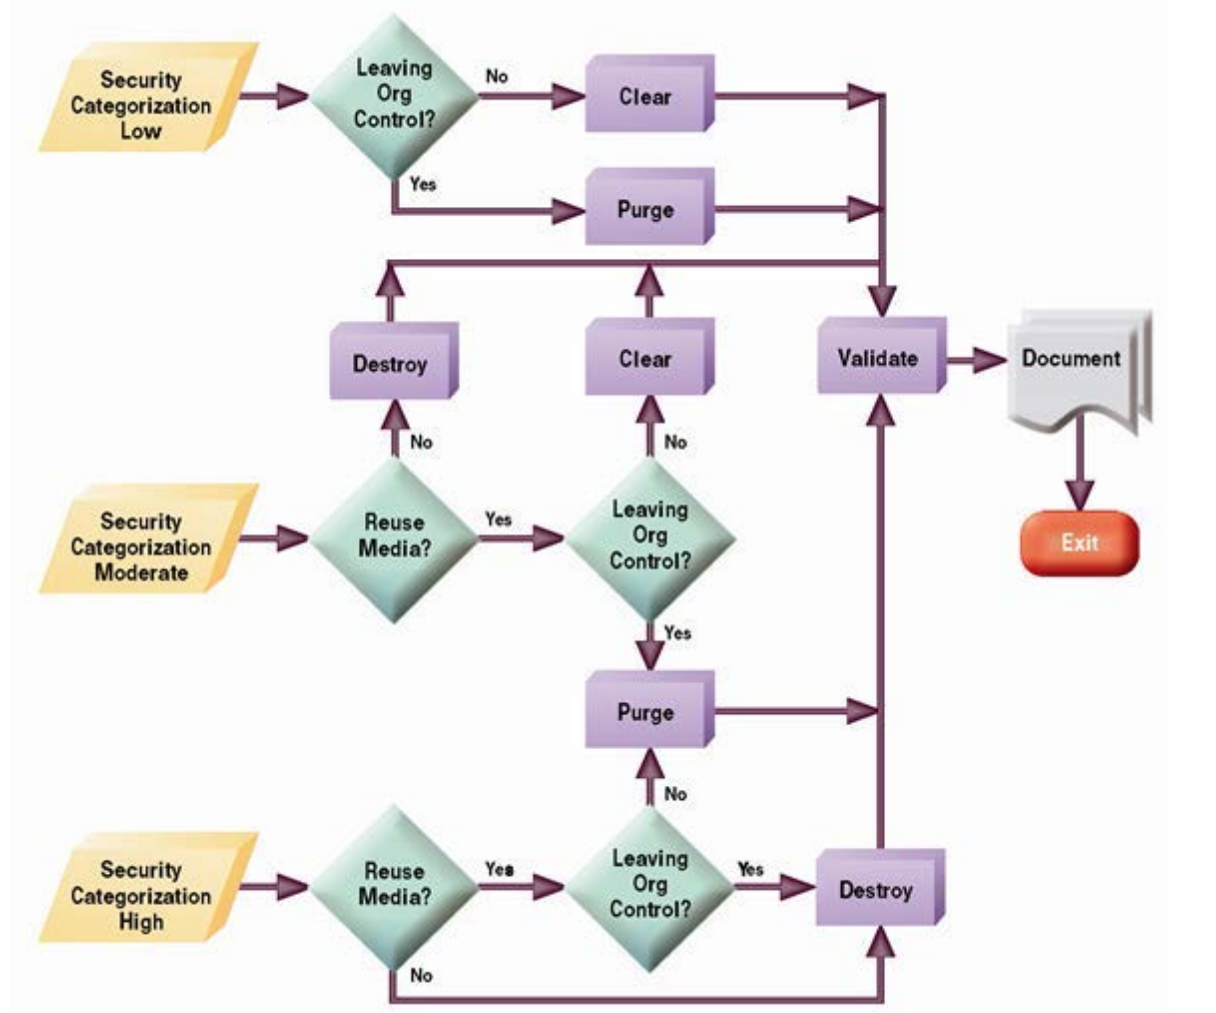 Security
Categorization
Low
Leaving
Org
Control?
No
Clear
Yes
Purge
Destroy
Clear
Validate
Document
No
No
Security
Categorization
Moderate
Reuse
Media?
Yes
Leaving
Org
Control?
Exit
Yes
Purge
No
Security
Categorization
High
Reuse
Media?
Yes
Leaving
Org
Control?
Yes
Destroy
No